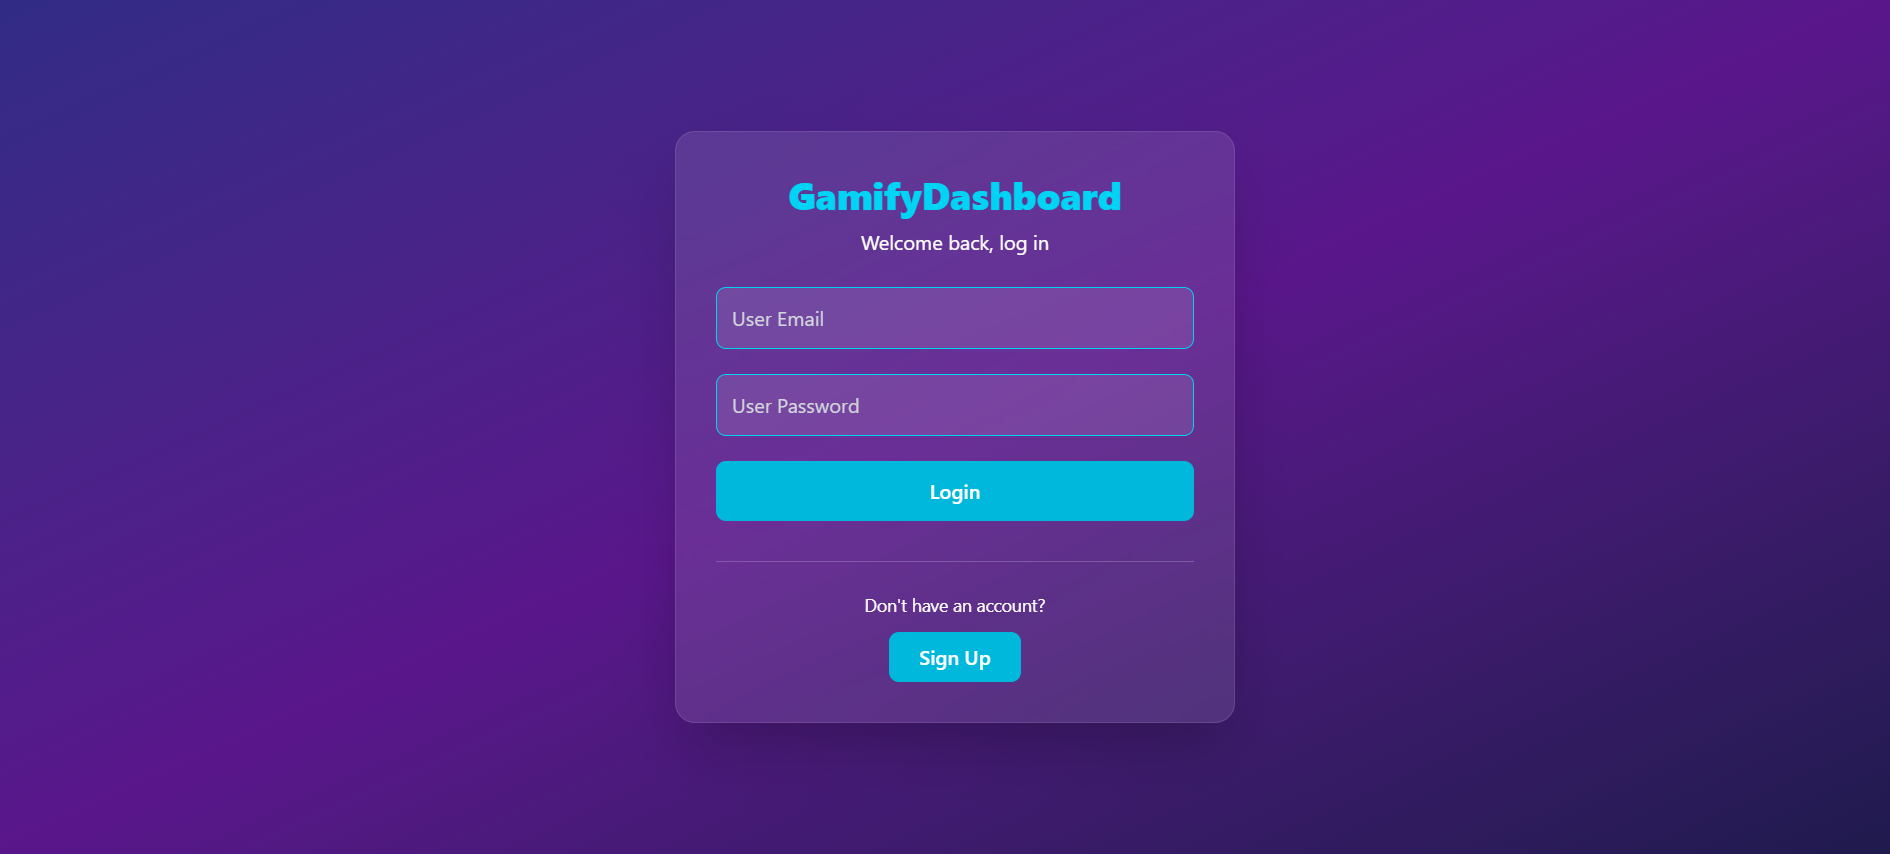 GamifyDashboard
Welcome back, log in
User Email
User Password
Login
Don't have an account?
Sign Up